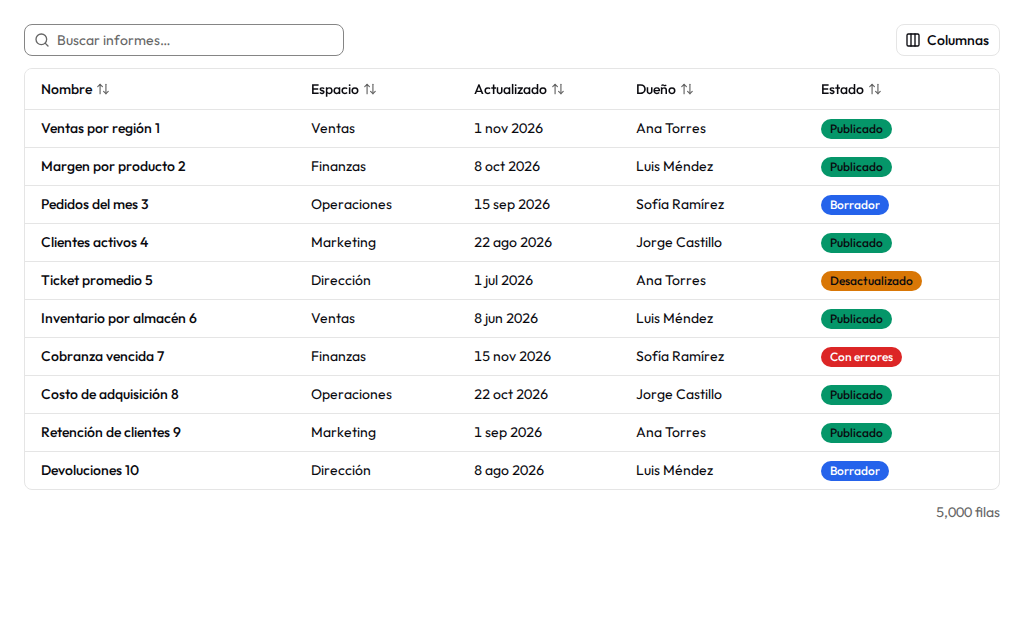 Buscar informes…
Columnas
Nombre Espacio Actualizado Dueño Estado
Ventas por región 1 Ventas 1 nov 2026 Ana Torres Publicado
Margen por producto 2 Finanzas 8 oct 2026 Luis Méndez Publicado
Pedidos del mes 3 Operaciones 15 sep 2026 Sofía Ramírez Borrador
Clientes activos 4 Marketing 22 ago 2026 Jorge Castillo Publicado
Ticket promedio 5 Dirección 1 jul 2026 Ana Torres Desactualizado
Inventario por almacén 6 Ventas 8 jun 2026 Luis Méndez Publicado
Cobranza vencida 7 Finanzas 15 nov 2026 Sofía Ramírez Con errores
Costo de adquisición 8 Operaciones 22 oct 2026 Jorge Castillo Publicado
Retención de clientes 9 Marketing 1 sep 2026 Ana Torres Publicado
Devoluciones 10 Dirección 8 ago 2026 Luis Méndez Borrador
5,000 filas